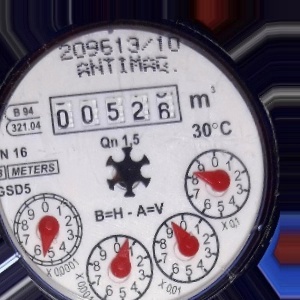 209613/10
ANTIMAG.
B 94
321.04
00526 m³
Qn 1,5
30°C
N 16
METERS
GSD5
B=H - A=V
X 0,1
X 0,01
X 0,001
X 0,0001